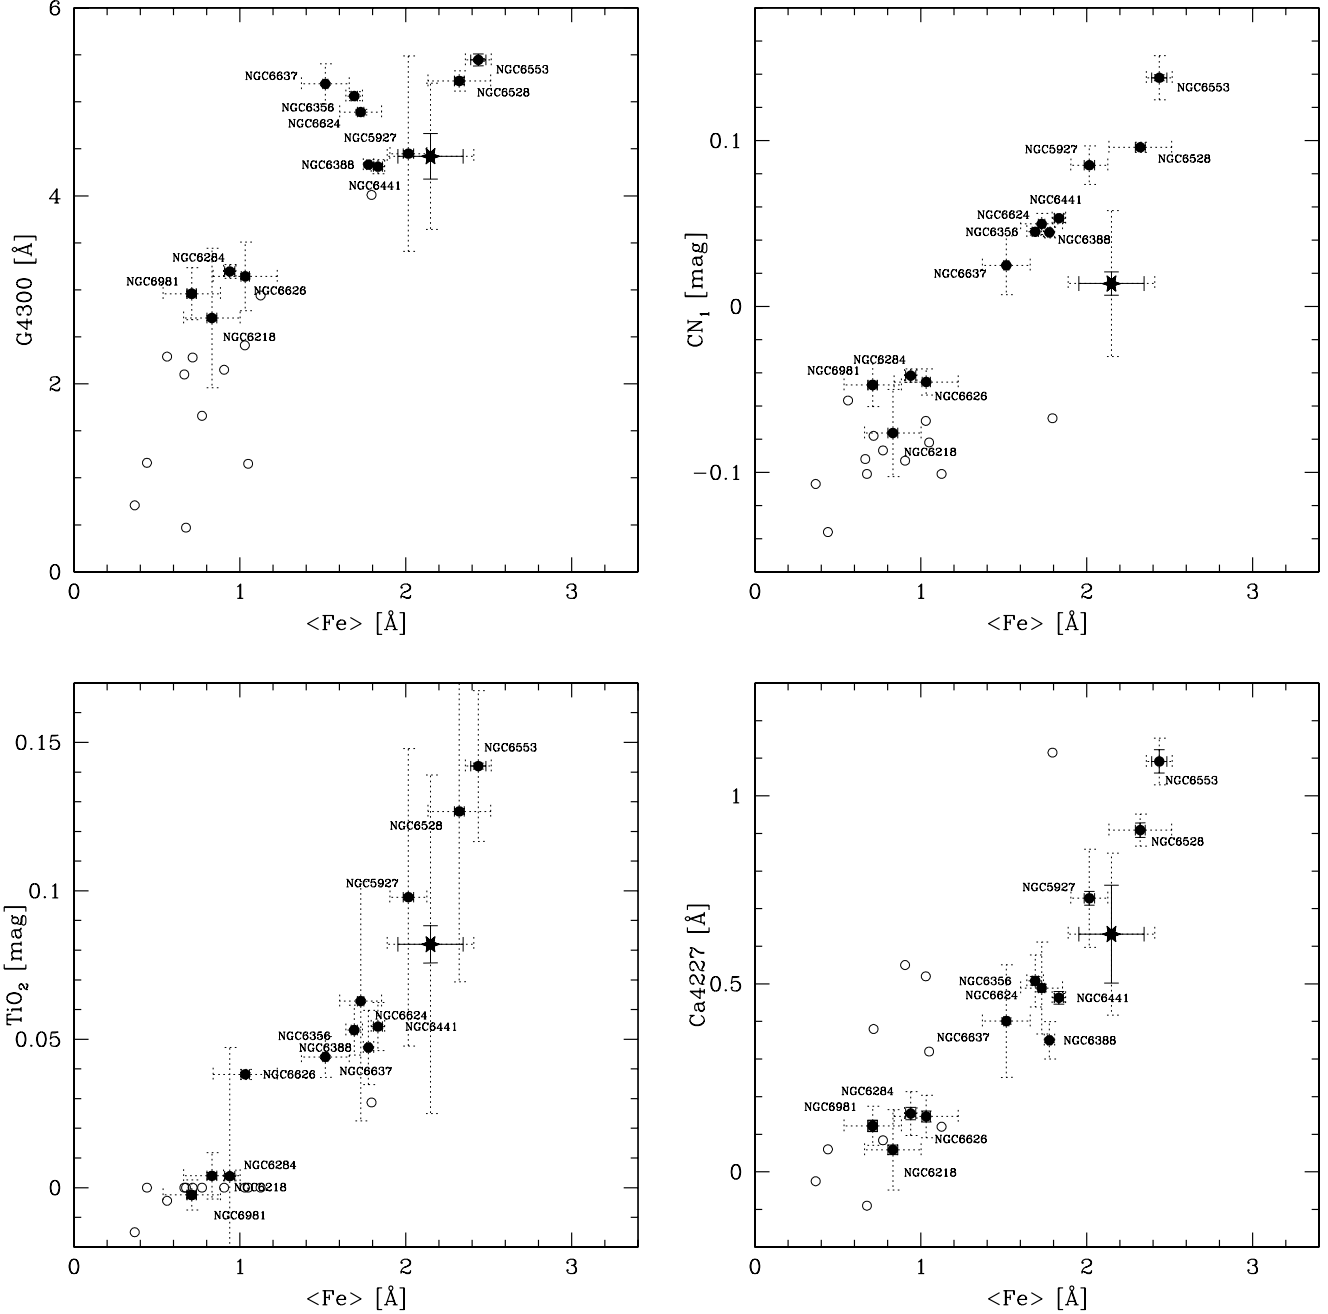 6
4
2
0
G4300 [Å]
NGC6637
NGC6553
NGC6528
NGC6356
NGC6624
NGC5927
NGC6388
NGC6441
NGC6284
NGC6981
NGC6626
NGC6218
0 1 2 3
<Fe> [Å]
0.1
0
−0.1
CN1 [mag]
NGC6553
NGC5927
NGC6528
NGC6441
NGC6624
NGC6356
NGC6388
NGC6637
NGC6284
NGC6981
NGC6626
NGC6218
0 1 2 3
<Fe> [Å]
0.15
0.1
0.05
0
TiO2 [mag]
NGC6553
NGC6528
NGC5927
NGC6624
NGC6441
NGC6356
NGC6388
NGC6637
NGC6626
NGC6284
NGC6218
NGC6981
0 1 2 3
<Fe> [Å]
1
0.5
0
Ca4227 [Å]
NGC6553
NGC6528
NGC5927
NGC6356
NGC6624
NGC6441
NGC6637
NGC6388
NGC6284
NGC6981
NGC6626
NGC6218
0 1 2 3
<Fe> [Å]